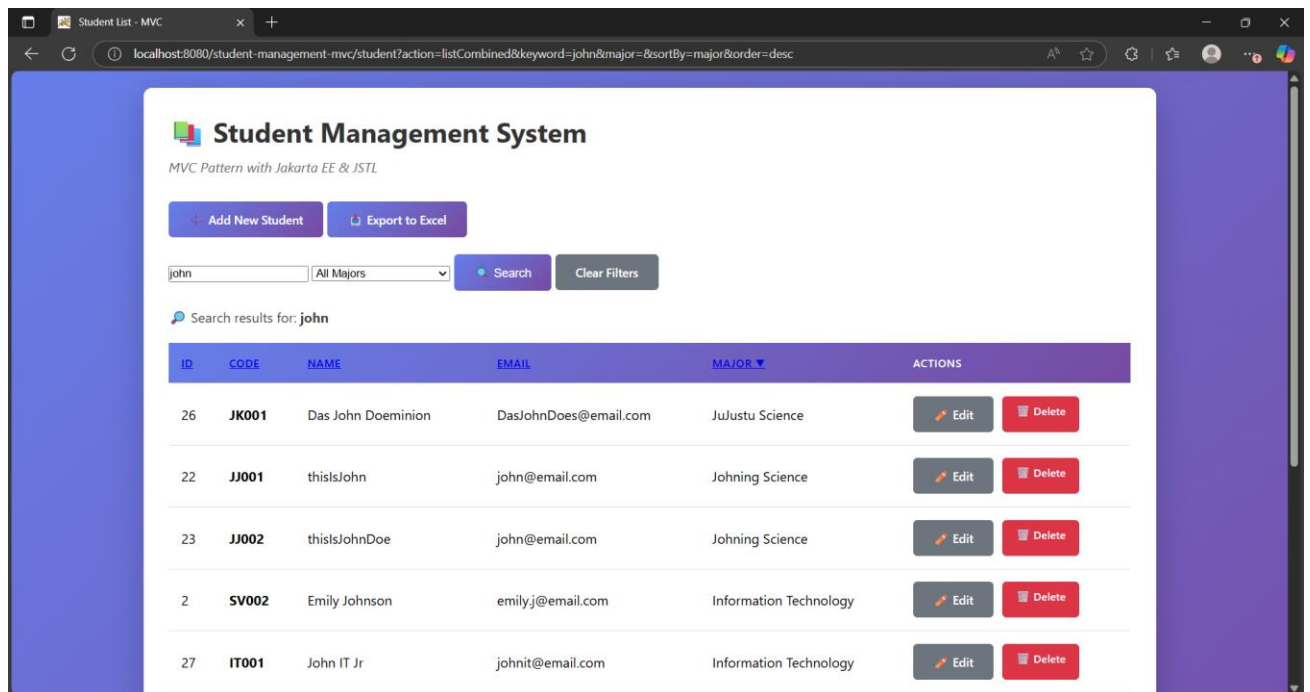 Student List - MVC
localhost:8080/student-management-mvc/student?action=listCombined&keyword=john&major=&sortBy=major&order=desc
Student Management System
MVC Pattern with Jakarta EE & JSTL
Add New Student Export to Excel
john All Majors Search Clear Filters
Search results for: john
ID CODE NAME EMAIL MAJOR ▼ ACTIONS
26 JK001 Das John Doeminion DasJohnDoes@email.com JuJustu Science Edit Delete
22 JJ001 thisIsJohn john@email.com Johning Science Edit Delete
23 JJ002 thisIsJohnDoe john@email.com Johning Science Edit Delete
2 SV002 Emily Johnson emily.j@email.com Information Technology Edit Delete
27 IT001 John IT Jr johnit@email.com Information Technology Edit Delete